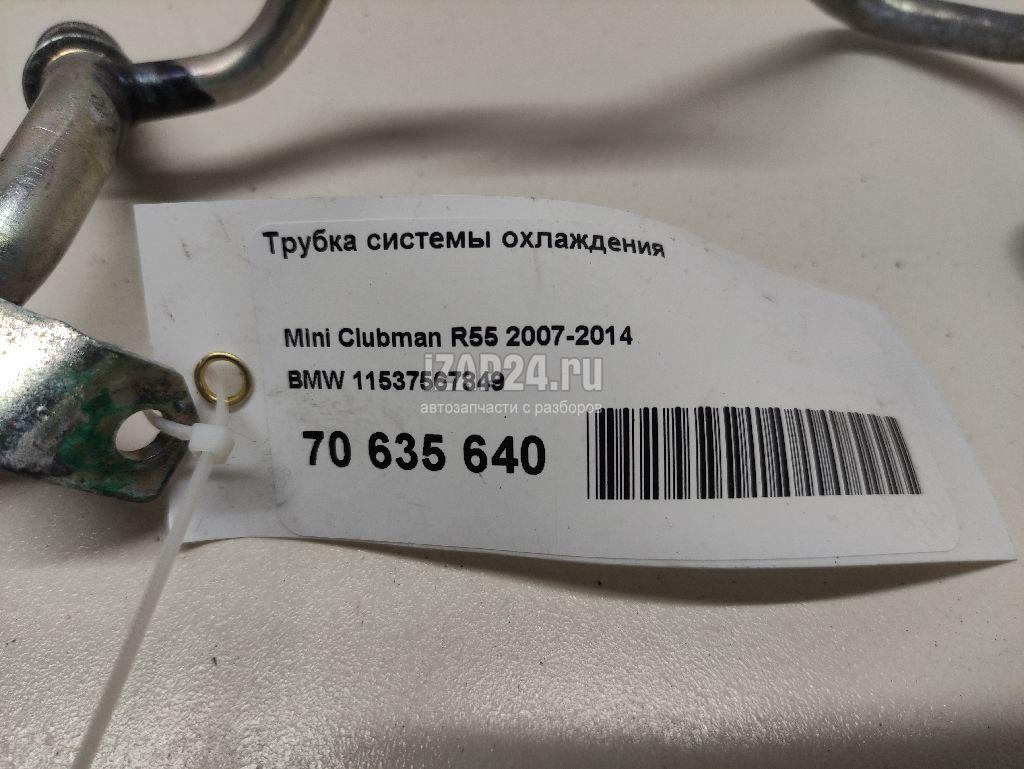 Трубка системы охлаждения
Mini Clubman R55 2007-2014
iZAP24.ru
BMW 11537567849
автозапчасти с разборов
70 635 640